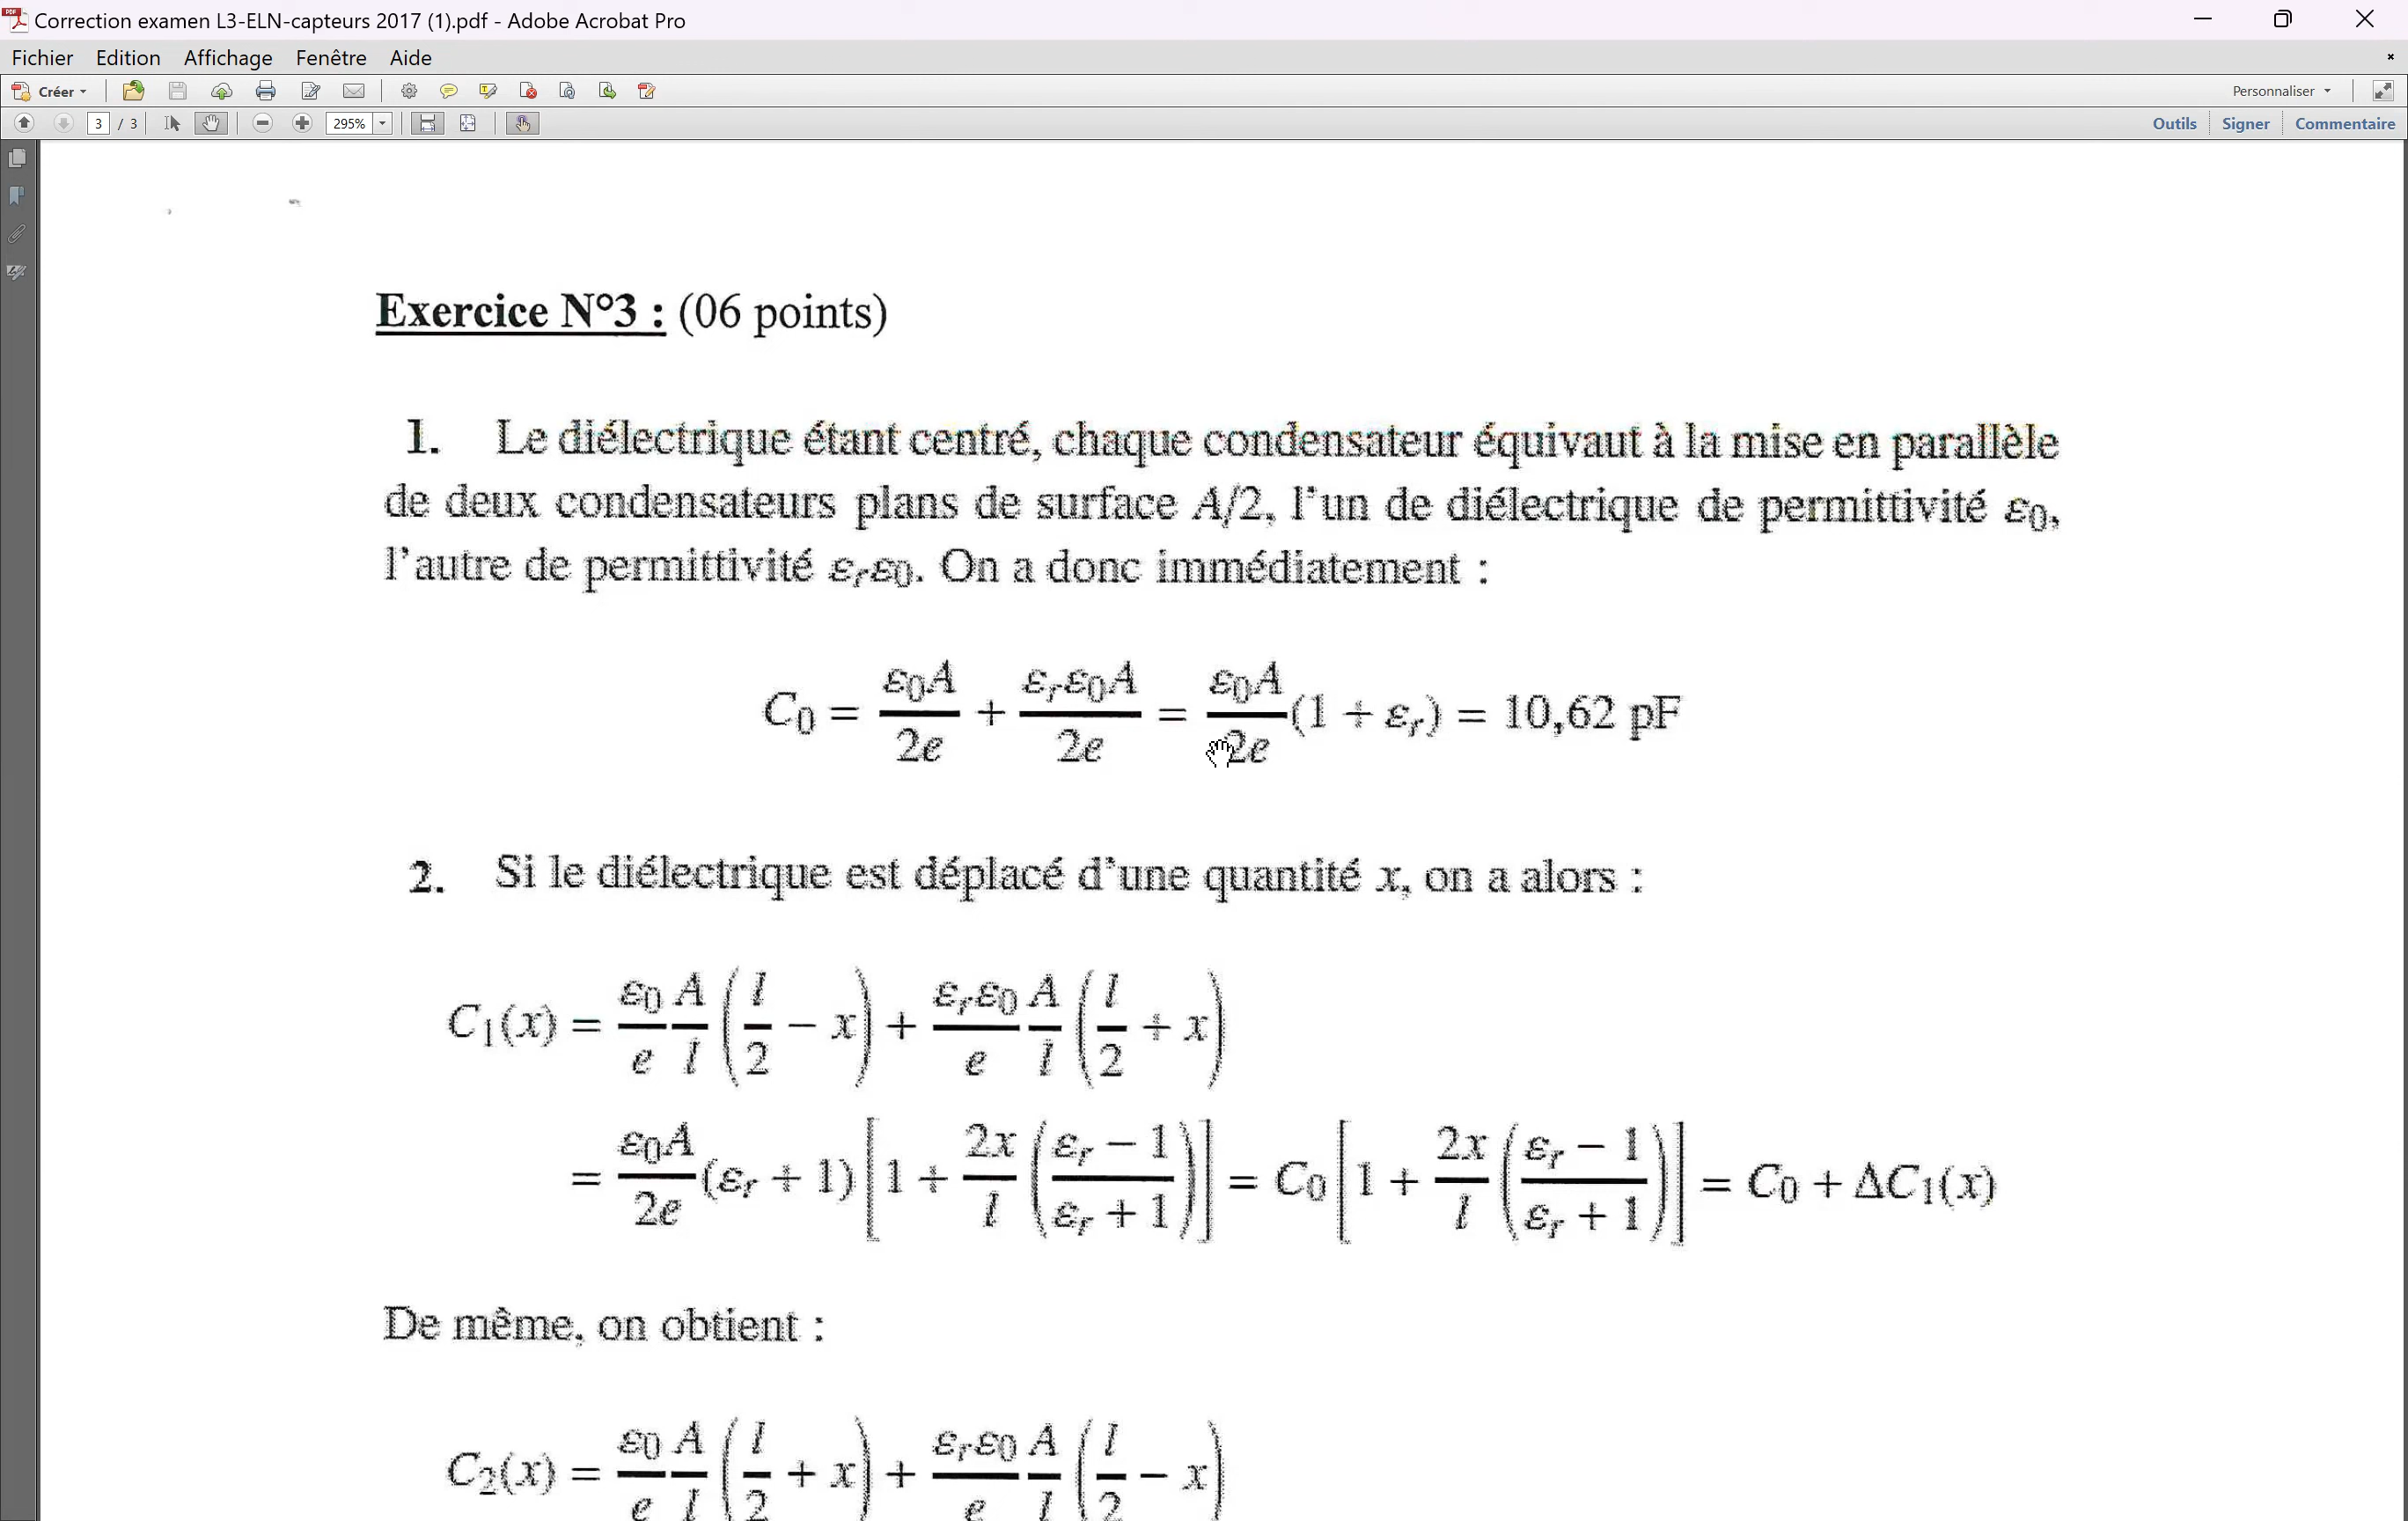 Correction examen L3-ELN-capteurs 2017 (1).pdf - Adobe Acrobat Pro
Fichier Edition Affichage Fenêtre Aide
Créer Personnaliser
3 / 3 295% Outils Signer Commentaire
Exercice N°3 : (06 points)
1. Le diélectrique étant centré, chaque condensateur équivaut à la mise en parallèle
de deux condensateurs plans de surface A/2, l'un de diélectrique de permittivité ε₀,
l'autre de permittivité εᵣε₀. On a donc immédiatement :
C₀ = ε₀A/2e + εᵣε₀A/2e = ε₀A/2e (1 + εᵣ) = 10,62 pF
2. Si le diélectrique est déplacé d'une quantité x, on a alors :
C₁(x) = ε₀/e A/l (l/2 − x) + εᵣε₀/e A/l (l/2 + x)
= ε₀A/2e (εᵣ + 1) [1 + 2x/l ((εᵣ − 1)/(εᵣ + 1))] = C₀ [1 + 2x/l ((εᵣ − 1)/(εᵣ + 1))] = C₀ + ΔC₁(x)
De même, on obtient :
C₂(x) = ε₀/e A/l (l/2 + x) + εᵣε₀/e A/l (l/2 − x)